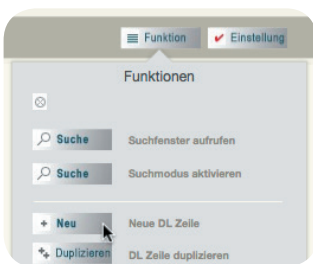 Funktion Einstellung
Funktionen
Suche Suchfenster aufrufen
Suche Suchmodus aktivieren
Neu Neue DL Zeile
Duplizieren DL Zeile duplizieren